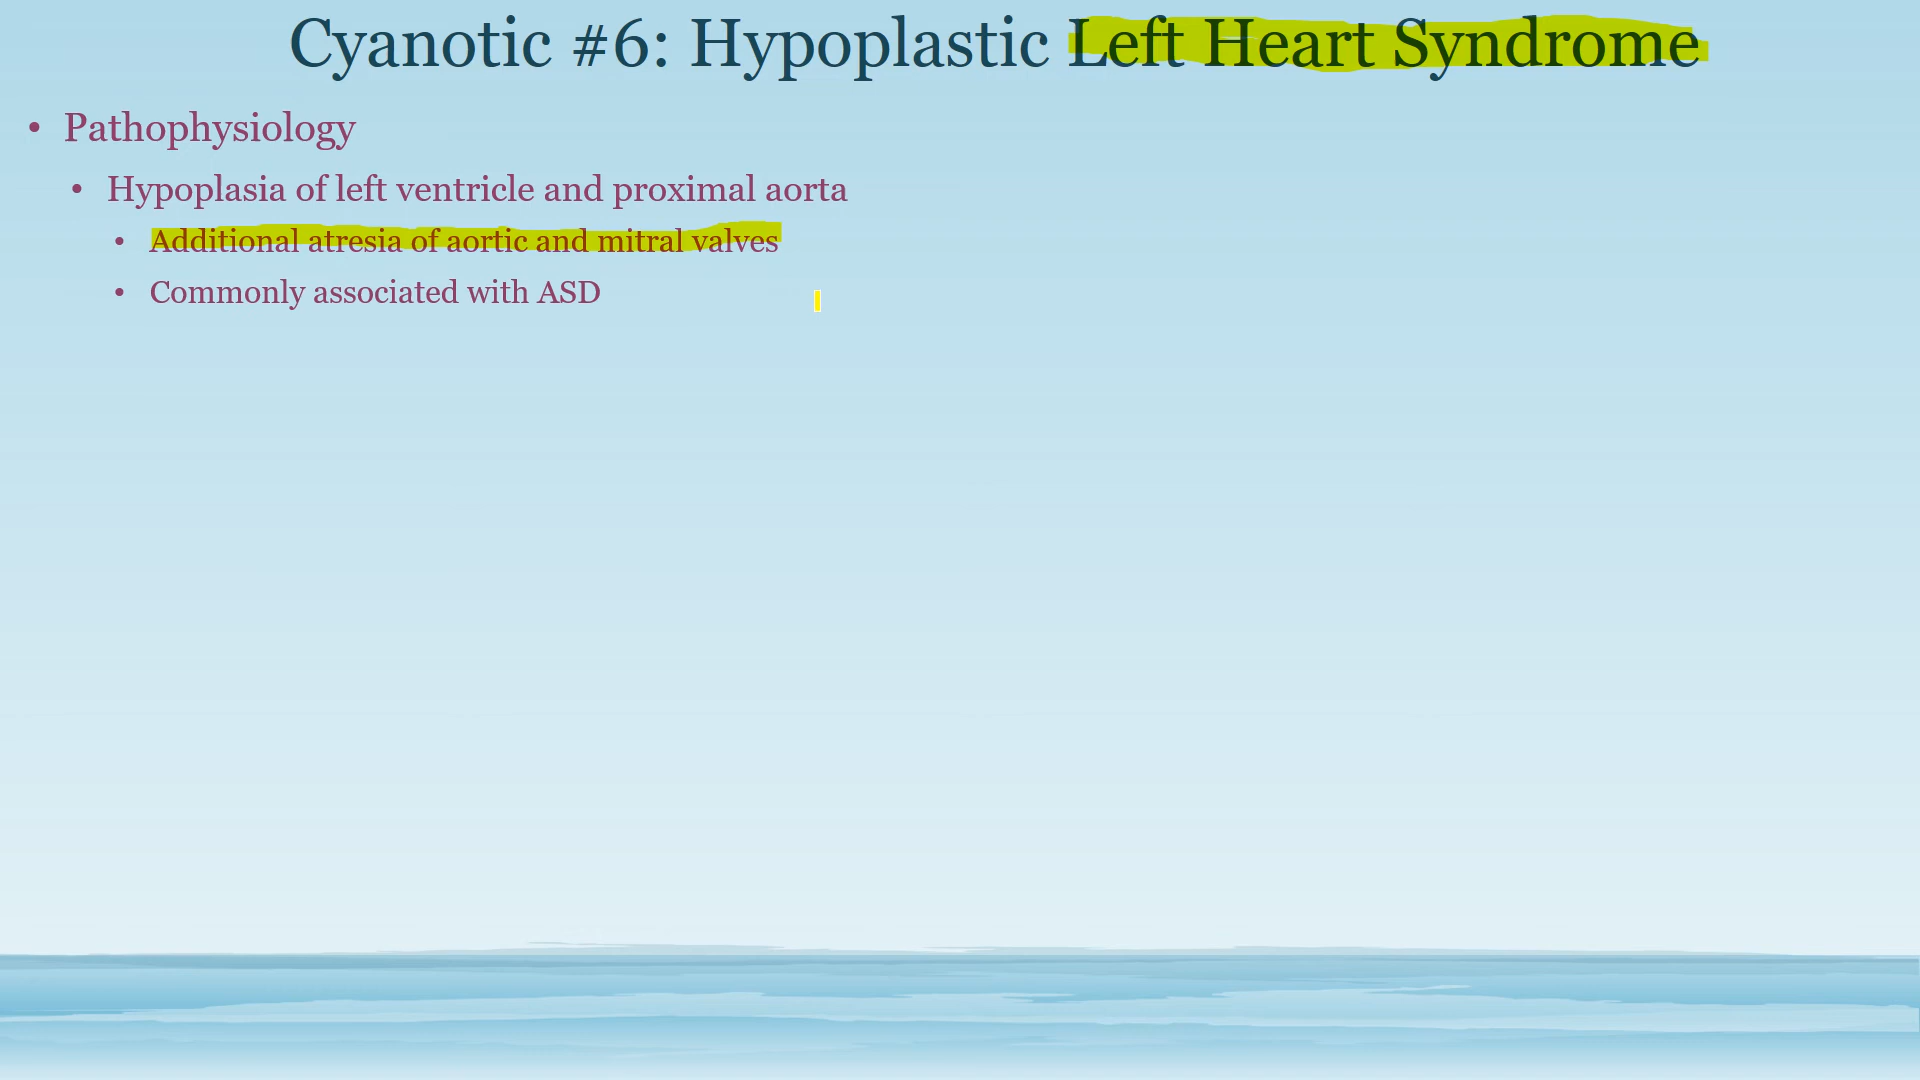 Cyanotic #6: Hypoplastic Left Heart Syndrome
• Pathophysiology
• Hypoplasia of left ventricle and proximal aorta
• Additional atresia of aortic and mitral valves
• Commonly associated with ASD